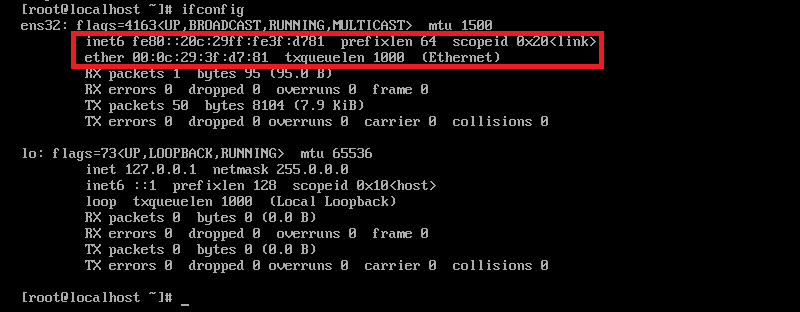 [root@localhost ~]# ifconfig
ens32: flags=4163<UP,BROADCAST,RUNNING,MULTICAST>  mtu 1500
        inet6 fe80::20c:29ff:fe3f:d781  prefixlen 64  scopeid 0x20<link>
        ether 00:0c:29:3f:d7:81  txqueuelen 1000  (Ethernet)
        RX packets 1  bytes 95 (95.0 B)
        RX errors 0  dropped 0  overruns 0  frame 0
        TX packets 50  bytes 8104 (7.9 KiB)
        TX errors 0  dropped 0 overruns 0  carrier 0  collisions 0
lo: flags=73<UP,LOOPBACK,RUNNING>  mtu 65536
        inet 127.0.0.1  netmask 255.0.0.0
        inet6 ::1  prefixlen 128  scopeid 0x10<host>
        loop  txqueuelen 1000  (Local Loopback)
        RX packets 0  bytes 0 (0.0 B)
        RX errors 0  dropped 0  overruns 0  frame 0
        TX packets 0  bytes 0 (0.0 B)
        TX errors 0  dropped 0 overruns 0  carrier 0  collisions 0
[root@localhost ~]# _